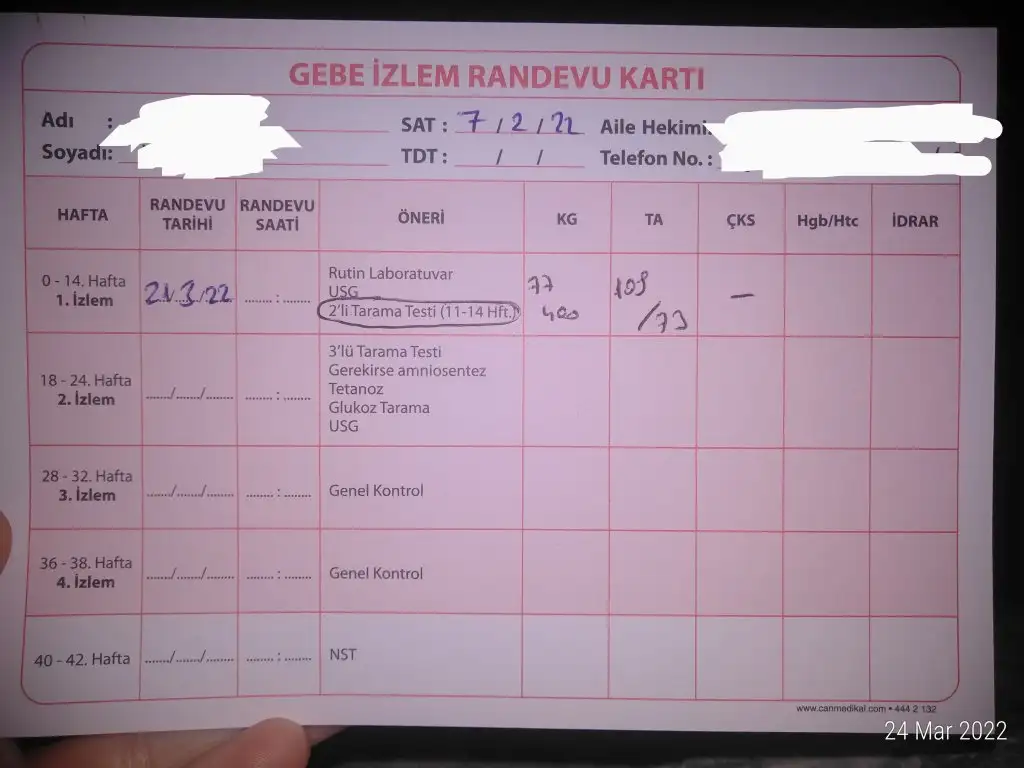 GEBE İZLEM RANDEVU KARTI
Adı :
SAT : 7 / 2 / 22
Aile Hekimi:
Soyadı:
TDT : / /
Telefon No. :
HAFTA
RANDEVU TARİHİ
RANDEVU SAATİ
ÖNERİ
KG
TA
ÇKS
Hgb/Htc
İDRAR
0 - 14. Hafta
1. İzlem
21.3/22
....... : .......
Rutin Laboratuvar
USG
2'li Tarama Testi (11-14 Hft.)
77
400
109
/73
—
18 - 24. Hafta
2. İzlem
......./......./.......
....... : .......
3'lü Tarama Testi
Gerekirse amniosentez
Tetanoz
Glukoz Tarama
USG
28 - 32. Hafta
3. İzlem
......./......./.......
....... : .......
Genel Kontrol
36 - 38. Hafta
4. İzlem
......./......./.......
....... : .......
Genel Kontrol
40 - 42. Hafta
......./......./.......
....... : .......
NST
www.canmedikal.com • 444 2 132
24 Mar 2022